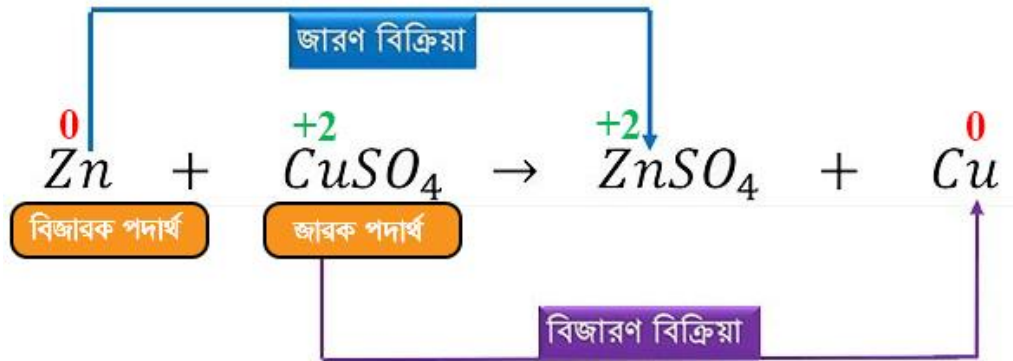 জারণ বিক্রিয়া
0 +2 +2 0
Zn + CuSO₄ → ZnSO₄ + Cu
বিজারক পদার্থ জারক পদার্থ
বিজারণ বিক্রিয়া